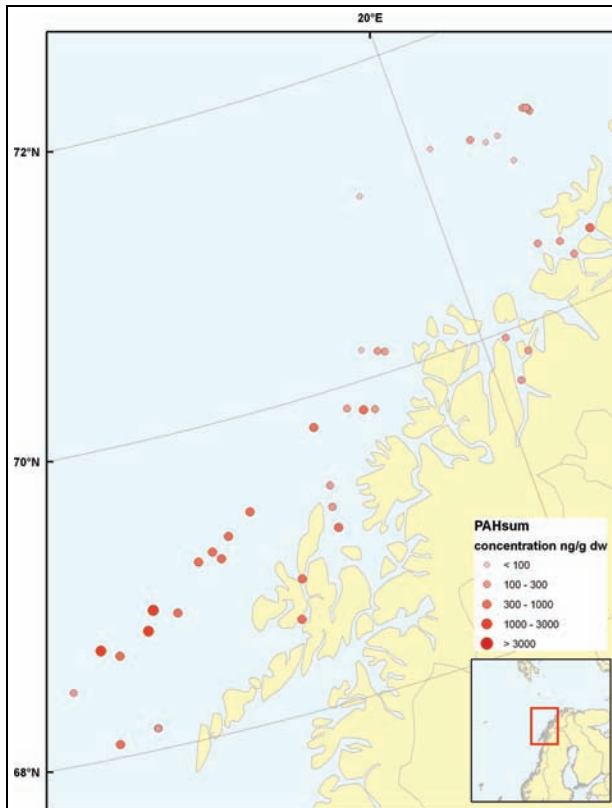 20°E
72°N
70°N
68°N
PAHsum
concentration ng/g dw
< 100
100 - 300
300 - 1000
1000 - 3000
> 3000